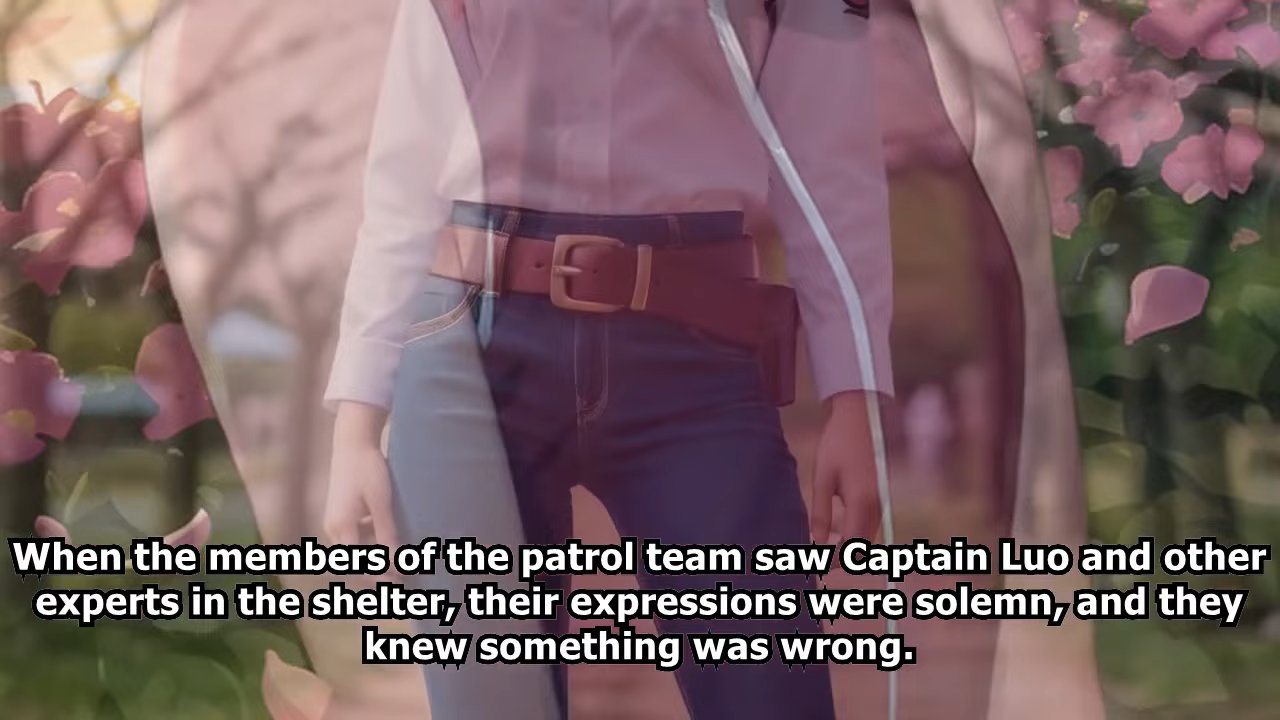 When the members of the patrol team saw Captain Luo and other
experts in the shelter, their expressions were solemn, and they
knew something was wrong.